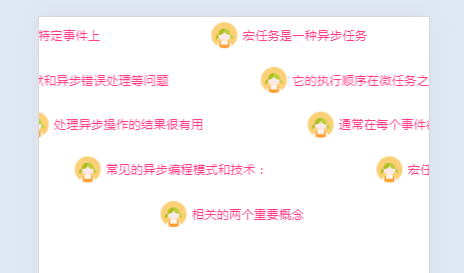 特定事件上 宏任务是一种异步任务
和异步错误处理等问题 它的执行顺序在微任务之
处理异步操作的结果很有用 通常在每个事件
常见的异步编程模式和技术： 宏任
相关的两个重要概念